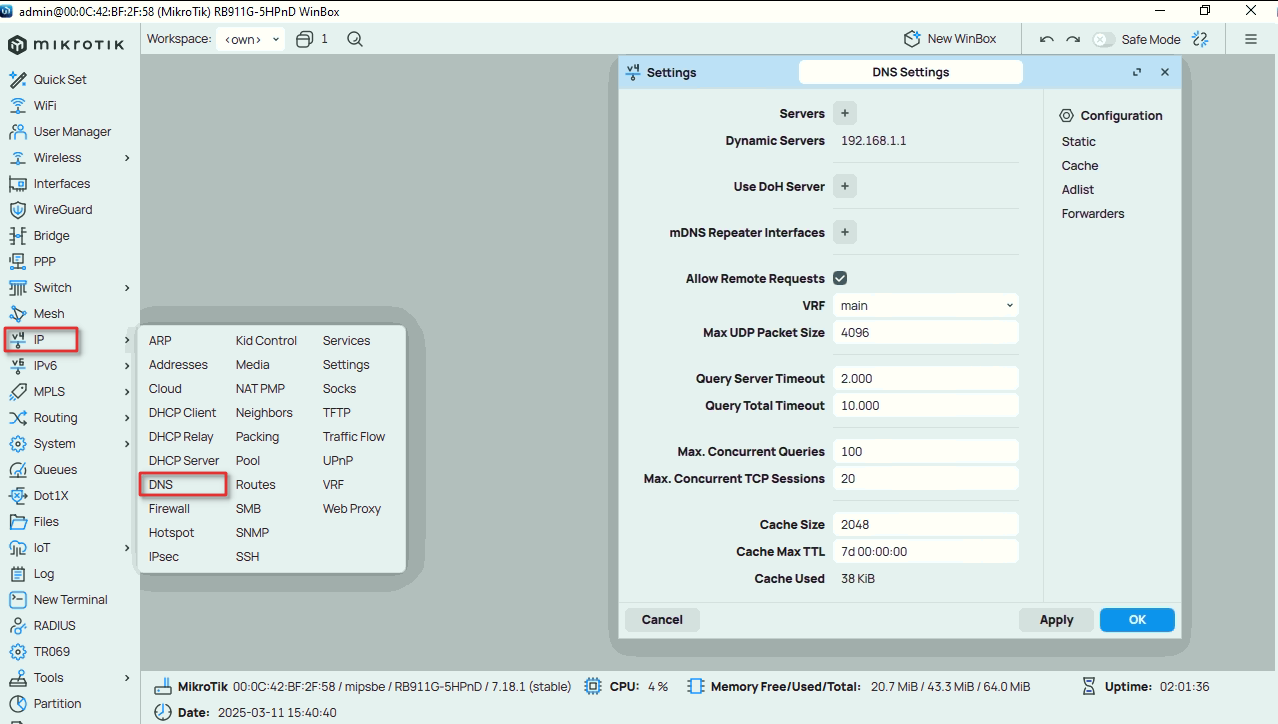 admin@00:0C:42:BF:2F:58 (MikroTik) RB911G-5HPnD WinBox
MIKROTIK
Workspace: <own> 1
New WinBox
Safe Mode
Quick Set
WiFi
User Manager
Wireless
Interfaces
WireGuard
Bridge
PPP
Switch
Mesh
IP
IPv6
MPLS
Routing
System
Queues
Dot1X
Files
IoT
Log
New Terminal
RADIUS
TR069
Tools
Partition
ARP Kid Control Services
Addresses Media Settings
Cloud NAT PMP Socks
DHCP Client Neighbors TFTP
DHCP Relay Packing Traffic Flow
DHCP Server Pool UPnP
DNS Routes VRF
Firewall SMB Web Proxy
Hotspot SNMP
IPsec SSH
v4 Settings DNS Settings
Servers +
Dynamic Servers 192.168.1.1
Use DoH Server +
mDNS Repeater Interfaces +
Allow Remote Requests
VRF main
Max UDP Packet Size 4096
Query Server Timeout 2.000
Query Total Timeout 10.000
Max. Concurrent Queries 100
Max. Concurrent TCP Sessions 20
Cache Size 2048
Cache Max TTL 7d 00:00:00
Cache Used 38 KiB
Configuration
Static
Cache
Adlist
Forwarders
Cancel Apply OK
MikroTik 00:0C:42:BF:2F:58 / mipsbe / RB911G-5HPnD / 7.18.1 (stable) CPU: 4 % Memory Free/Used/Total: 20.7 MiB / 43.3 MiB / 64.0 MiB Uptime: 02:01:36
Date: 2025-03-11 15:40:40